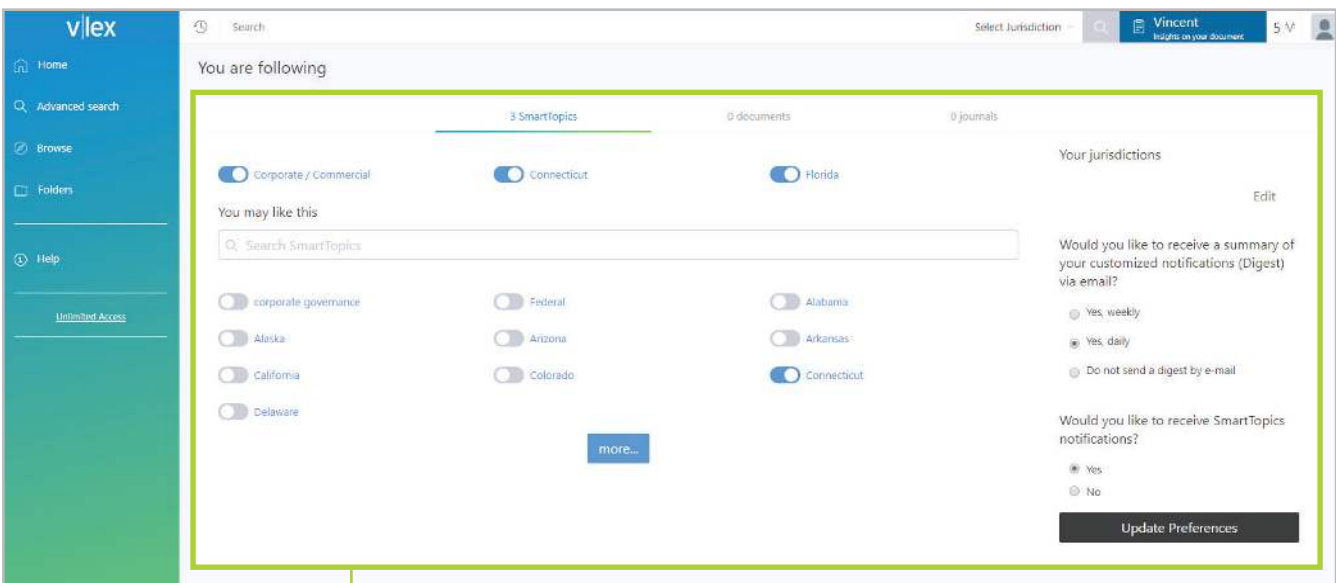 v|lex
Search
Select Jurisdiction
Vincent
Insights on your document
5
Home
Advanced search
Browse
Folders
Help
Unlimited Access
You are following
3 SmartTopics
0 documents
0 journals
Corporate / Commercial
Connecticut
Florida
You may like this
Search SmartTopics
corporate governance
Federal
Alabama
Alaska
Arizona
Arkansas
California
Colorado
Connecticut
Delaware
more...
Your jurisdictions
Edit
Would you like to receive a summary of
your customized notifications (Digest)
via email?
Yes, weekly
Yes, daily
Do not send a digest by e-mail
Would you like to receive SmartTopics
notifications?
Yes
No
Update Preferences